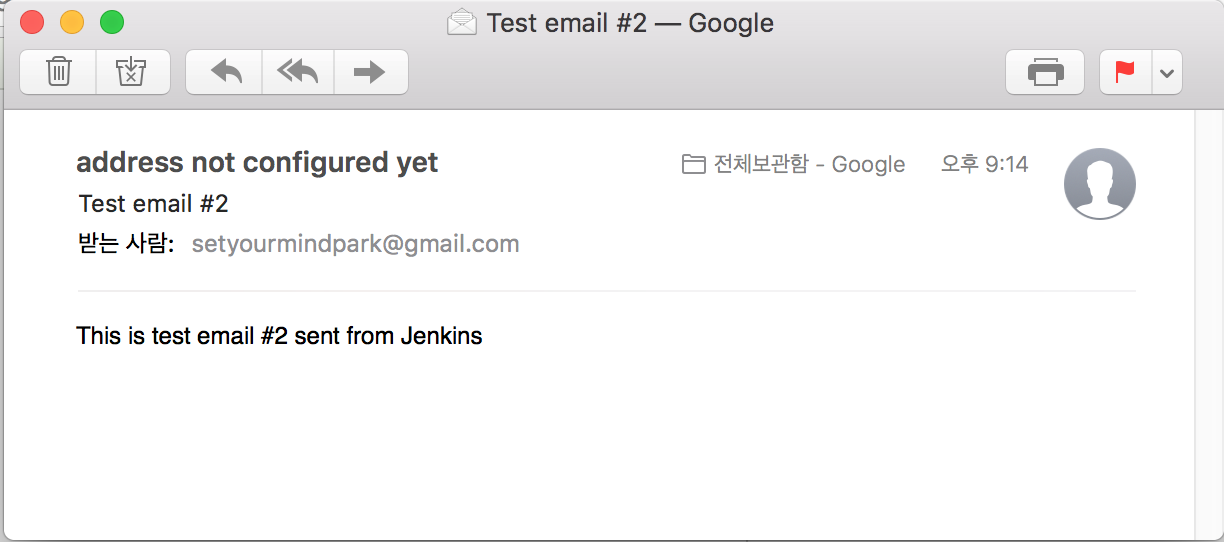 Test email #2 — Google
address not configured yet
전체보관함 - Google
오후 9:14
Test email #2
받는 사람: setyourmindpark@gmail.com
This is test email #2 sent from Jenkins